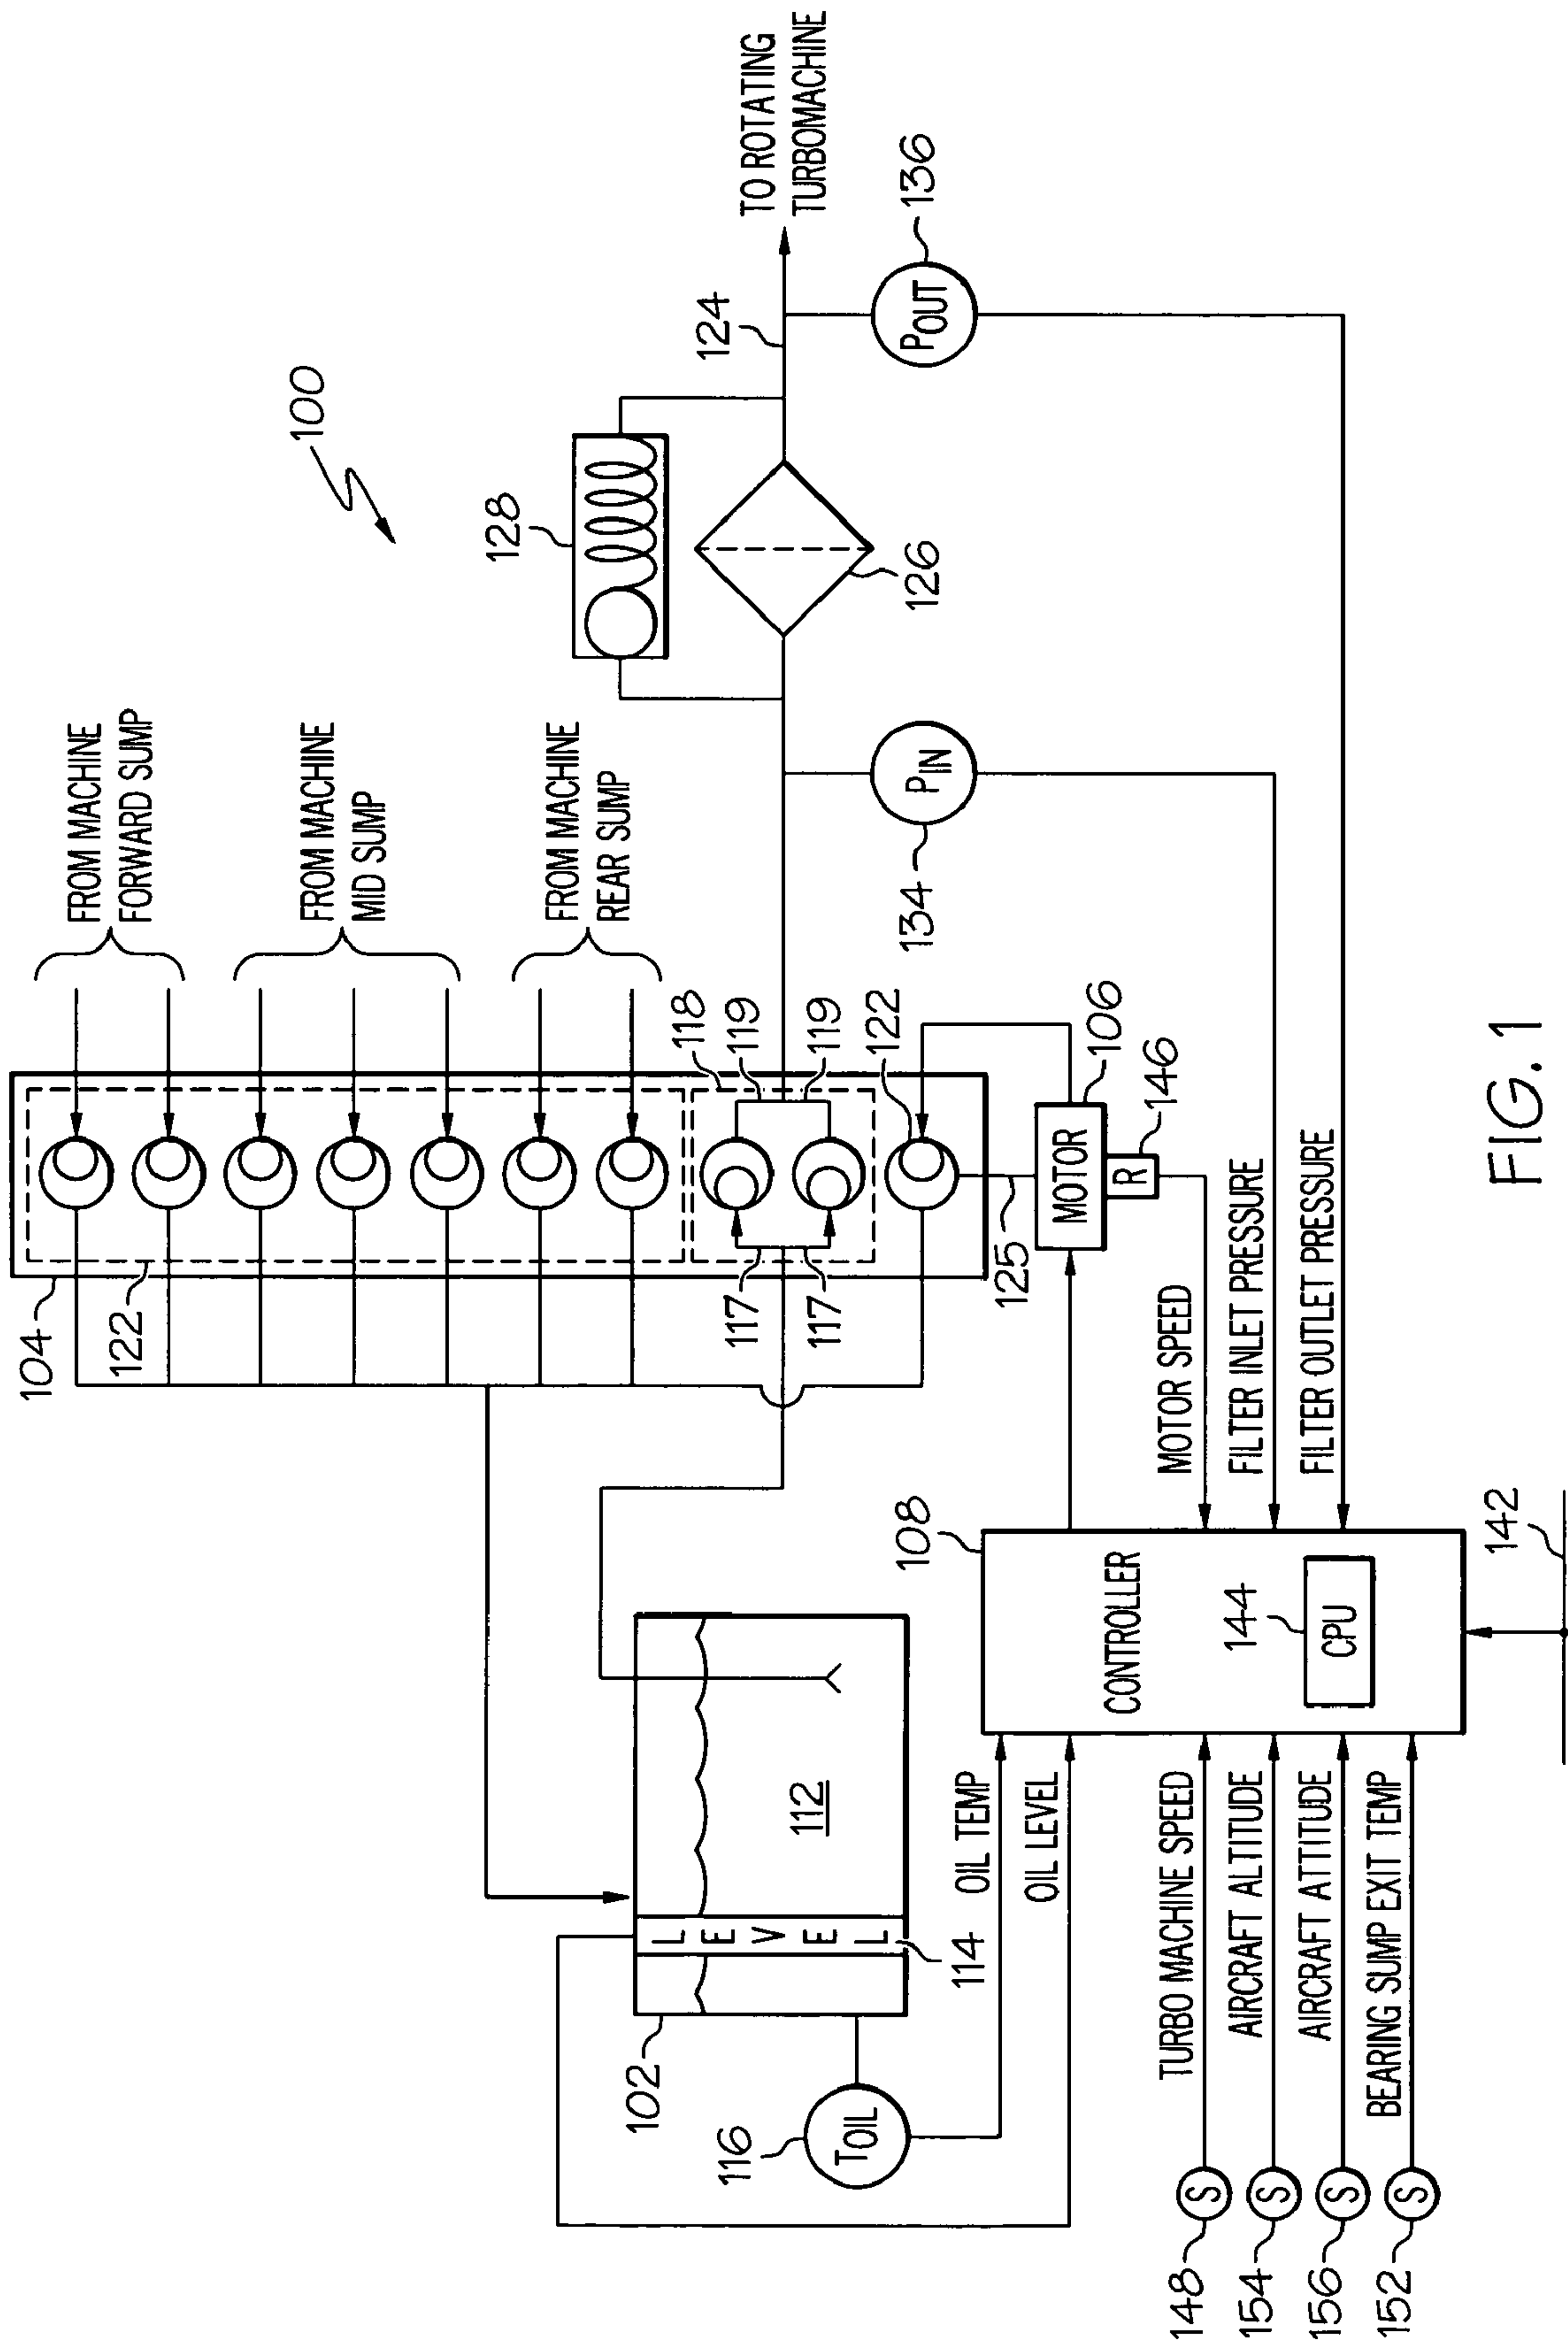 100
FROM MACHINE
FORWARD SUMP
FROM MACHINE
MID SUMP
FROM MACHINE
REAR SUMP
104
122
118
119
119
117
117
122
128
124
TO ROTATING
TURBOMACHINE
126
PIN
134
POUT
136
125
MOTOR
106
R
146
102
112
LEVEL
114
TOIL
116
OIL TEMP
OIL LEVEL
108
CONTROLLER
144
CPU
MOTOR SPEED
FILTER INLET PRESSURE
FILTER OUTLET PRESSURE
148
S
TURBO MACHINE SPEED
154
S
AIRCRAFT ALTITUDE
156
S
AIRCRAFT ATTITUDE
152
S
BEARING SUMP EXIT TEMP
142
FIG. 1